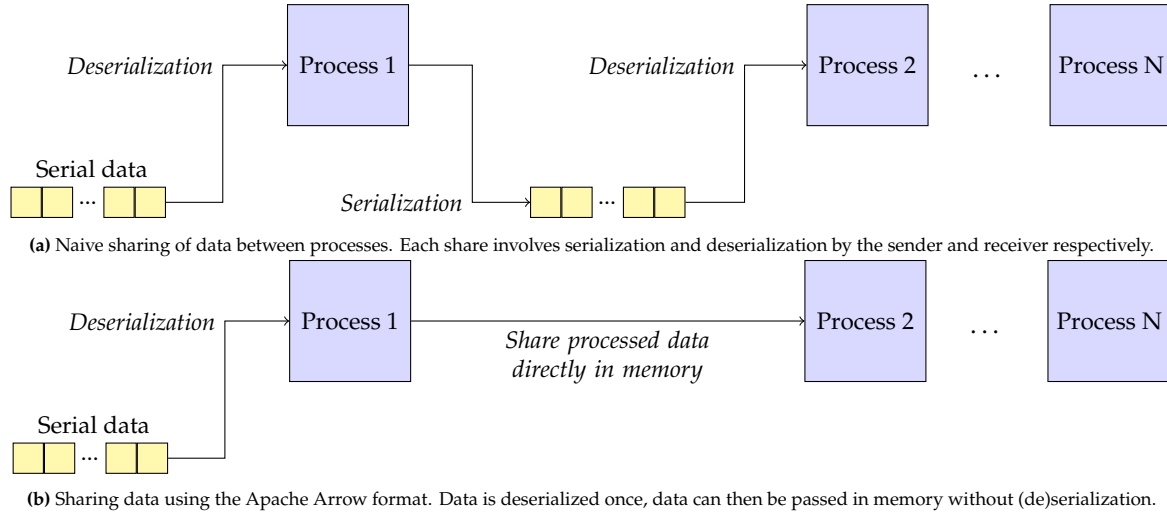 Deserialization
Process 1
Deserialization
Process 2
...
Process N
Serial data
...
Serialization
...
(a) Naive sharing of data between processes. Each share involves serialization and deserialization by the sender and receiver respectively.
Deserialization
Process 1
Share processed data
directly in memory
Process 2
...
Process N
Serial data
...
(b) Sharing data using the Apache Arrow format. Data is deserialized once, data can then be passed in memory without (de)serialization.